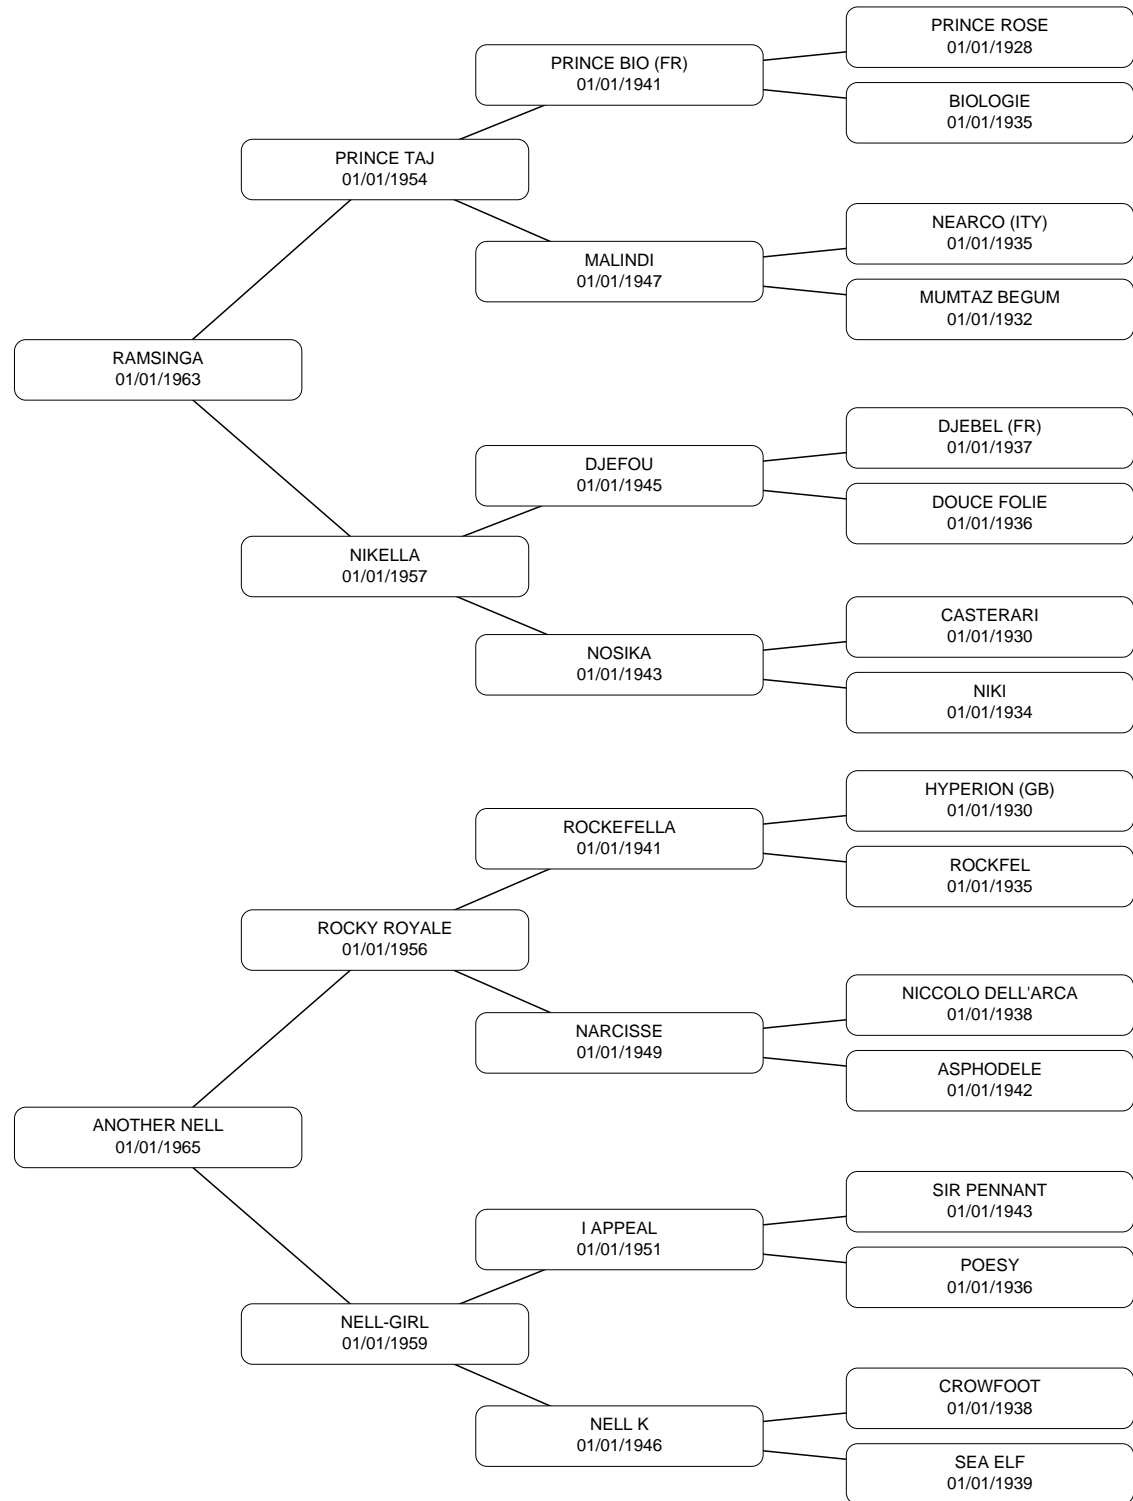 PRINCE ROSE
01/01/1928
PRINCE BIO (FR)
01/01/1941
BIOLOGIE
01/01/1935
PRINCE TAJ
01/01/1954
NEARCO (ITY)
01/01/1935
MALINDI
01/01/1947
MUMTAZ BEGUM
01/01/1932
RAMSINGA
01/01/1963
DJEBEL (FR)
01/01/1937
DJEFOU
01/01/1945
DOUCE FOLIE
01/01/1936
NIKELLA
01/01/1957
CASTERARI
01/01/1930
NOSIKA
01/01/1943
NIKI
01/01/1934
HYPERION (GB)
01/01/1930
ROCKEFELLA
01/01/1941
ROCKFEL
01/01/1935
ROCKY ROYALE
01/01/1956
NICCOLO DELL'ARCA
01/01/1938
NARCISSE
01/01/1949
ASPHODELE
01/01/1942
ANOTHER NELL
01/01/1965
SIR PENNANT
01/01/1943
I APPEAL
01/01/1951
POESY
01/01/1936
NELL-GIRL
01/01/1959
CROWFOOT
01/01/1938
NELL K
01/01/1946
SEA ELF
01/01/1939